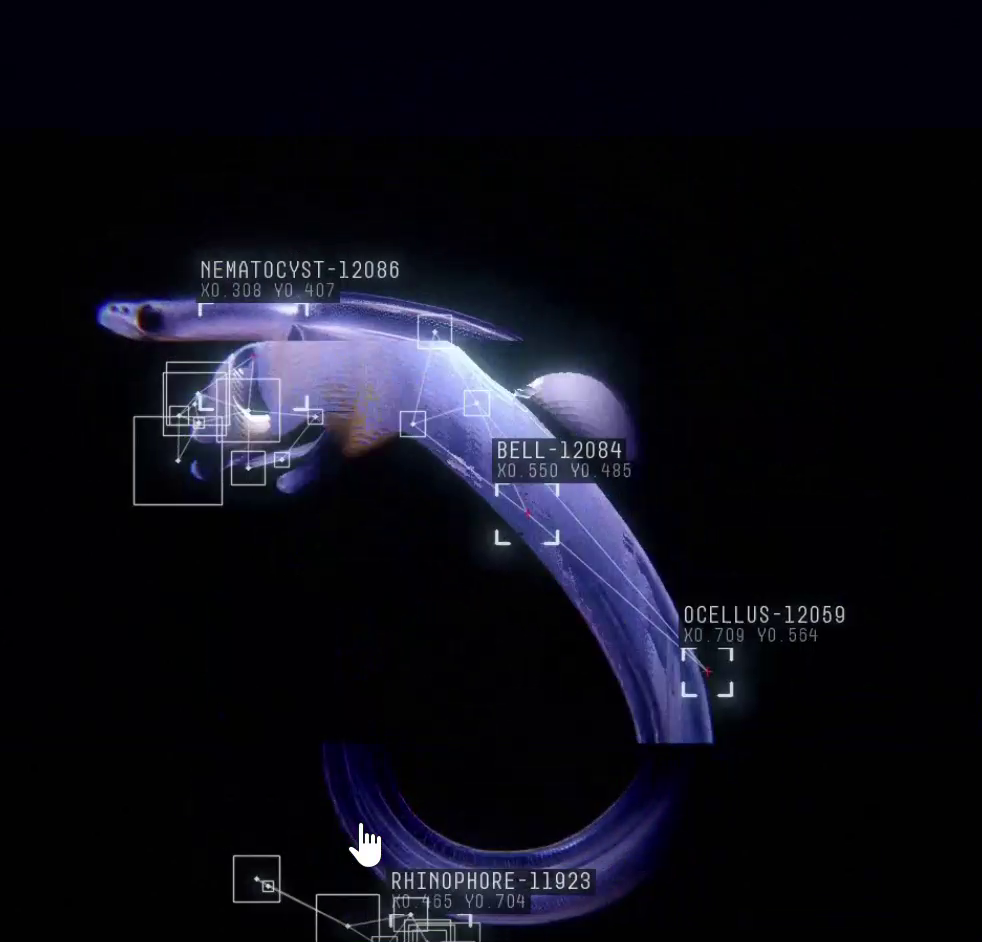 NEMATOCYST-12086
X0.308 Y0.407
BELL-12084
X0.550 Y0.485
OCELLUS-12059
X0.709 Y0.564
RHINOPHORE-11923
X0.465 Y0.704